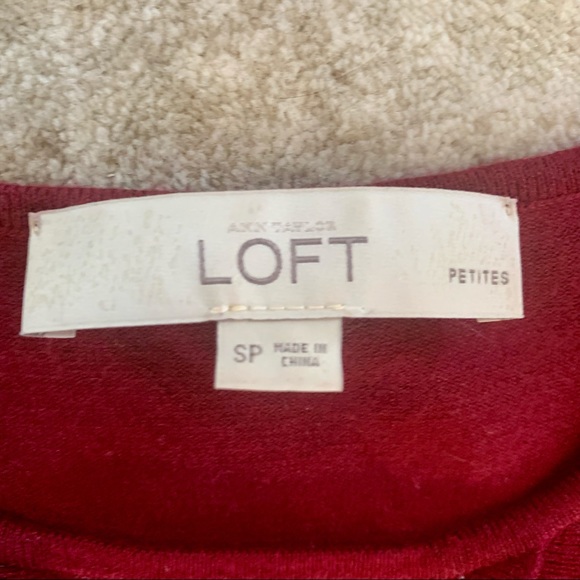 ANN TAYLOR
LOFT
PETITES
SP MADE IN
CHINA